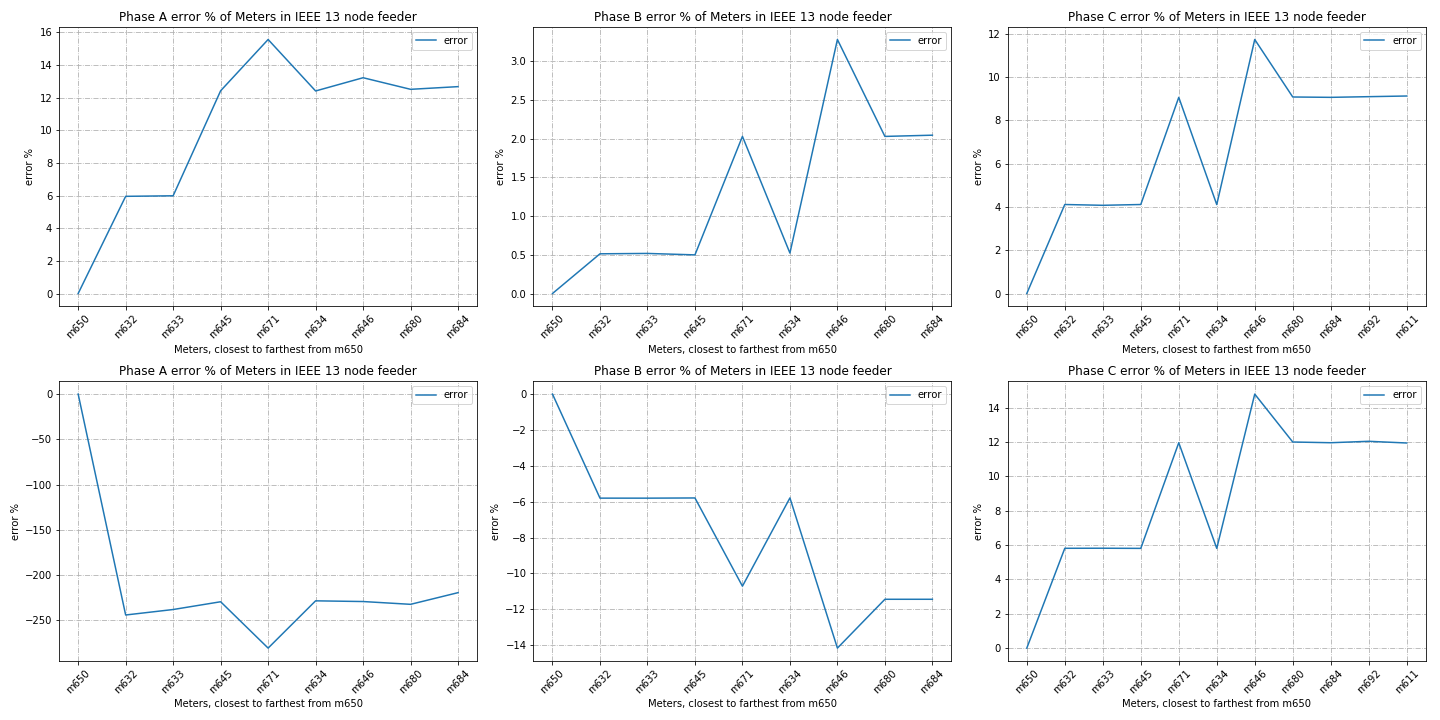 Phase A error % of Meters in IEEE 13 node feeder
error
error %
16
14
12
10
8
6
4
2
0
m650 m632 m633 m645 m671 m634 m646 m680 m684
Meters, closest to farthest from m650
Phase B error % of Meters in IEEE 13 node feeder
error
error %
3.0
2.5
2.0
1.5
1.0
0.5
0.0
m650 m632 m633 m645 m671 m634 m646 m680 m684
Meters, closest to farthest from m650
Phase C error % of Meters in IEEE 13 node feeder
error
error %
12
10
8
6
4
2
0
m650 m632 m633 m645 m671 m634 m646 m680 m684 m692 m611
Meters, closest to farthest from m650
Phase A error % of Meters in IEEE 13 node feeder
error
error %
0
−50
−100
−150
−200
−250
m650 m632 m633 m645 m671 m634 m646 m680 m684
Meters, closest to farthest from m650
Phase B error % of Meters in IEEE 13 node feeder
error
error %
0
−2
−4
−6
−8
−10
−12
−14
m650 m632 m633 m645 m671 m634 m646 m680 m684
Meters, closest to farthest from m650
Phase C error % of Meters in IEEE 13 node feeder
error
error %
14
12
10
8
6
4
2
0
m650 m632 m633 m645 m671 m634 m646 m680 m684 m692 m611
Meters, closest to farthest from m650